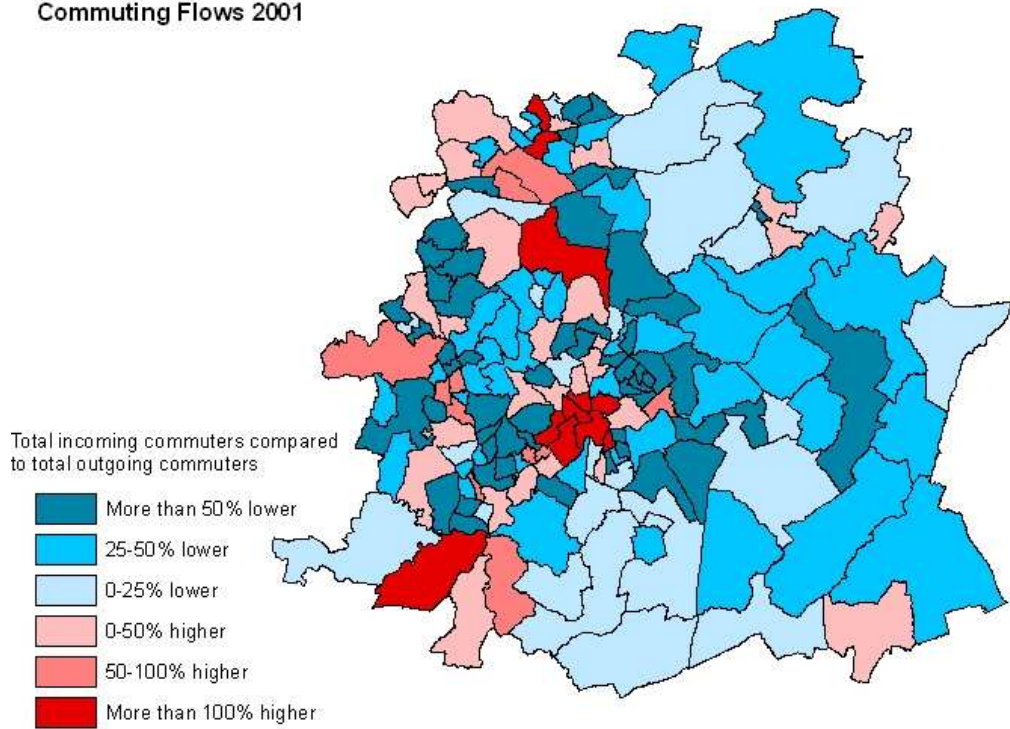 Commuting Flows 2001
Total incoming commuters compared
to total outgoing commuters
More than 50% lower
25-50% lower
0-25% lower
0-50% higher
50-100% higher
More than 100% higher